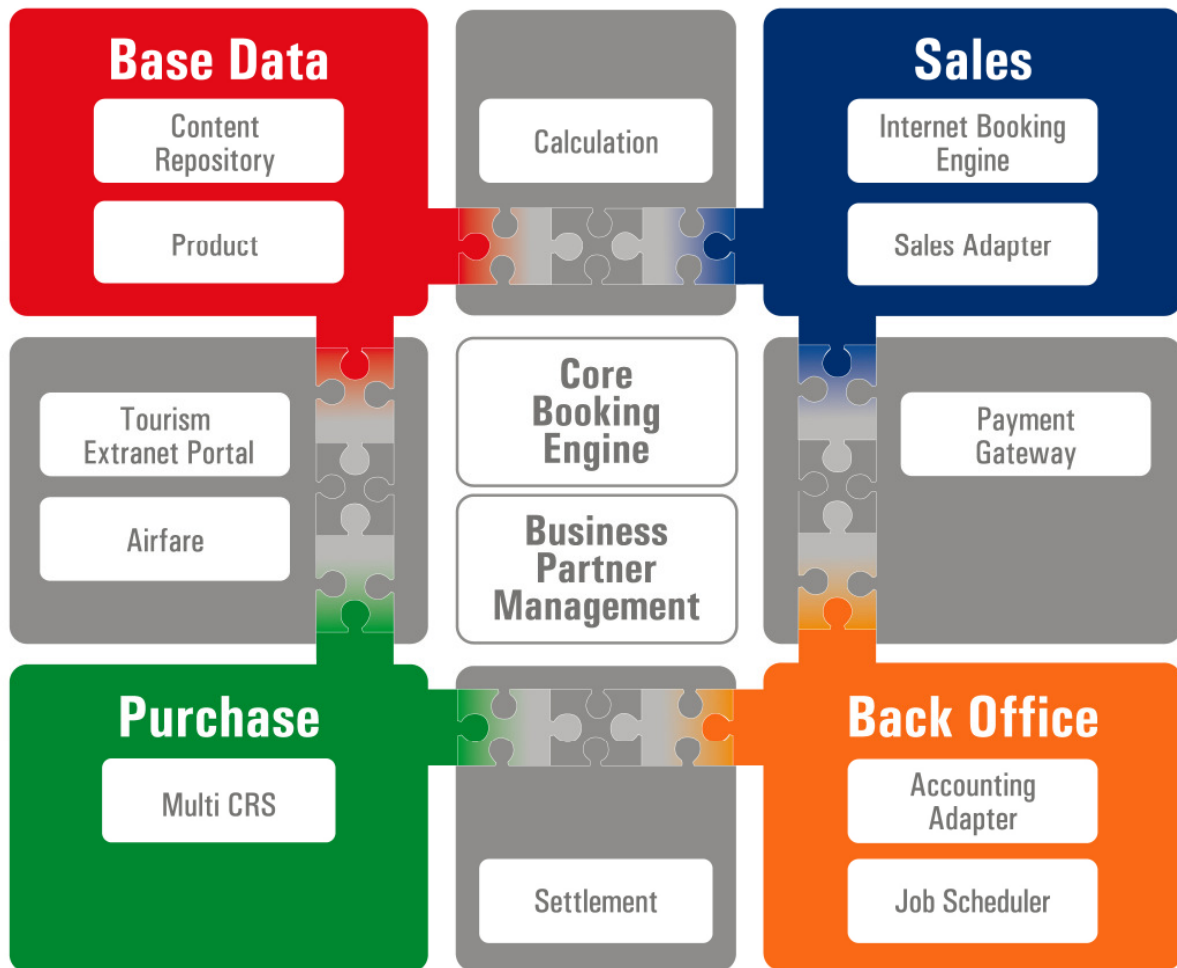 Base Data
Content
Repository
Product
Calculation
Sales
Internet Booking
Engine
Sales Adapter
Tourism
Extranet Portal
Airfare
Core
Booking
Engine
Business
Partner
Management
Payment
Gateway
Purchase
Multi CRS
Settlement
Back Office
Accounting
Adapter
Job Scheduler